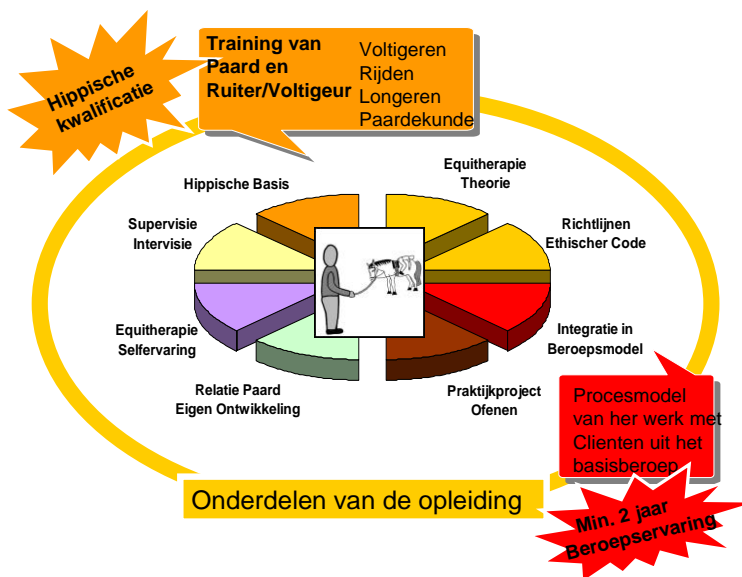 Hippische
kwalificatie
Training van
Paard en
Ruiter/Voltigeur
Voltigeren
Rijden
Longeren
Paardekunde
Hippische Basis
Equitherapie
Theorie
Supervisie
Intervisie
Richtlijnen
Ethischer Code
Equitherapie
Selfervaring
Integratie in
Beroepsmodel
Relatie Paard
Eigen Ontwikkeling
Praktijkproject
Ofenen
Procesmodel
van her werk met
Clienten uit het
basisberoep
Onderdelen van de opleiding
Min. 2 jaar
Beroepservaring